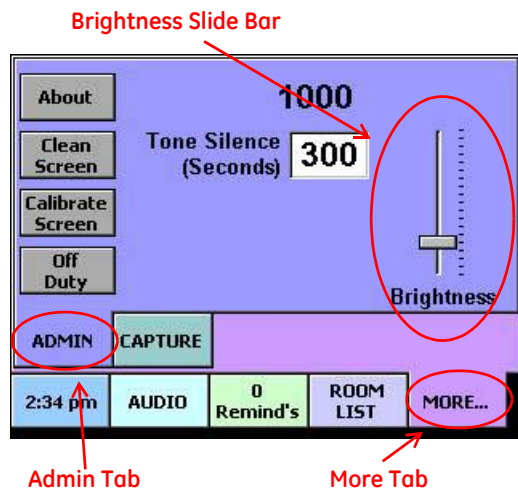 Brightness Slide Bar
About
1000
Clean
Screen
Tone Silence
(Seconds)
300
Calibrate
Screen
Off
Duty
Brightness
ADMIN
CAPTURE
2:34 pm
AUDIO
0
Remind's
ROOM
LIST
MORE...
Admin Tab
More Tab